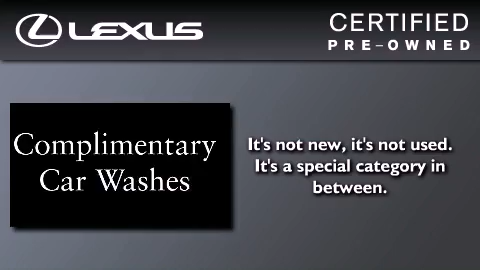 LEXUS
CERTIFIED
PRE-OWNED
Complimentary
Car Washes
It's not new, it's not used.
It's a special category in
between.